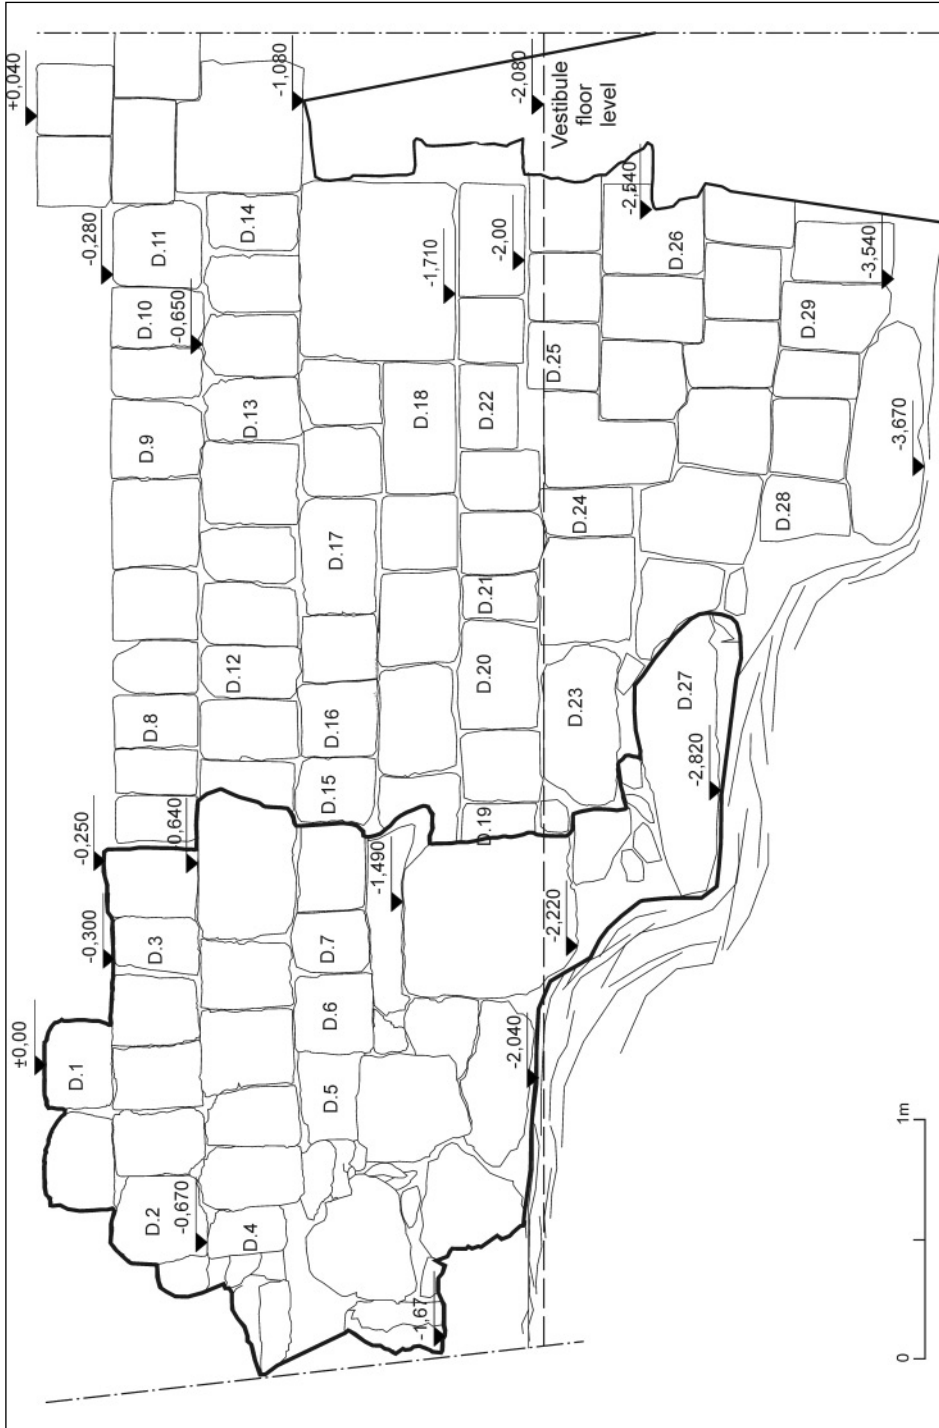 ±0,00
+0,040
D.1
-0,300
-0,250
-0,280
D.2
D.3
D.8
D.9
D.10
D.11
-0,670
0,640
-0,650
D.4
D.12
D.13
D.14
-1,080
D.5
D.6
D.7
D.15
D.16
D.17
-1,490
D.18
-1,67
-1,710
D.19
D.20
D.21
D.22
-2,040
-2,00
-2,080
-2,220
D.23
D.24
D.25
Vestibule
floor
level
-2,540
D.27
D.26
-2,820
D.28
D.29
-3,540
-3,670
0
1m